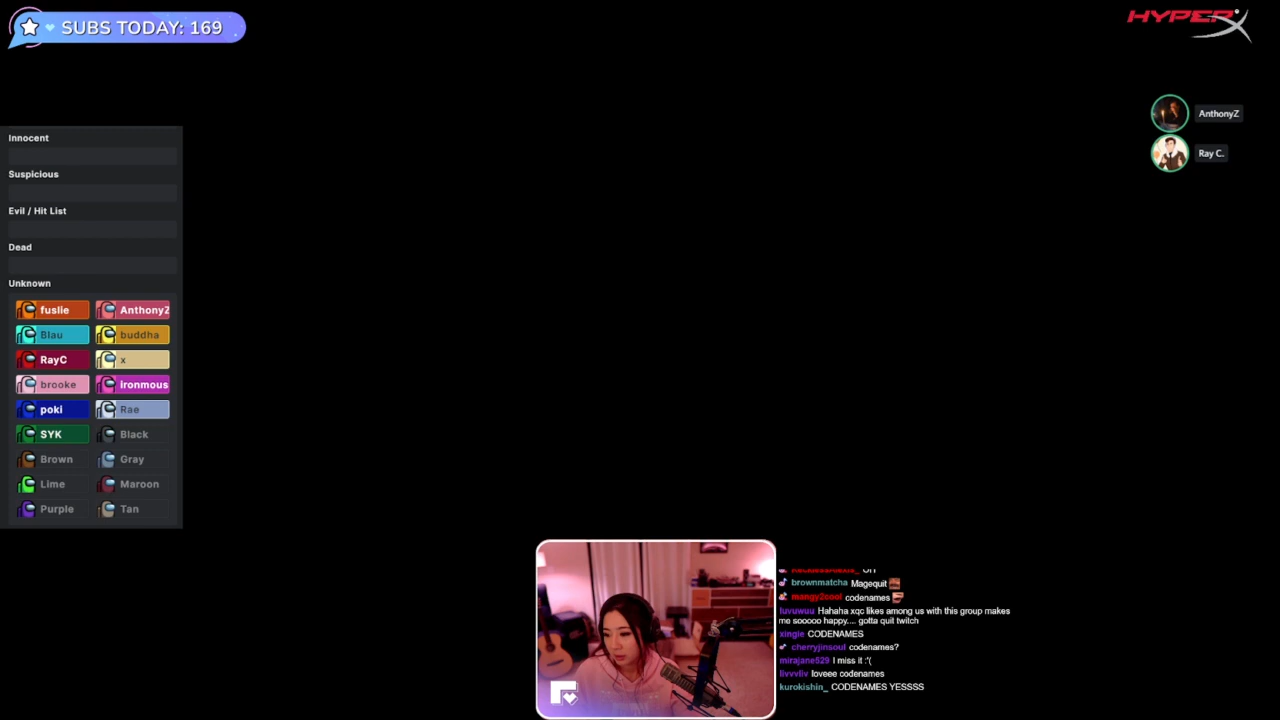 SUBS TODAY: 169
HYPERX
AnthonyZ
Ray C.
Innocent
Suspicious
Evil / Hit List
Dead
Unknown
fuslie AnthonyZ
Blau buddha
RayC x
brooke ironmous
poki Rae
SYK Black
Brown Gray
Lime Maroon
Purple Tan
brownmatcha Magequit
mangy2cool codenames
fuvuwuu Hahaha xqc likes among us with this group makes
me sooooo happy.... gotta quit twitch
xingie CODENAMES
cherryjinsoul codenames?
mirajane529 I miss it :'(
livvvliv loveee codenames
kurokishin_ CODENAMES YESSSS